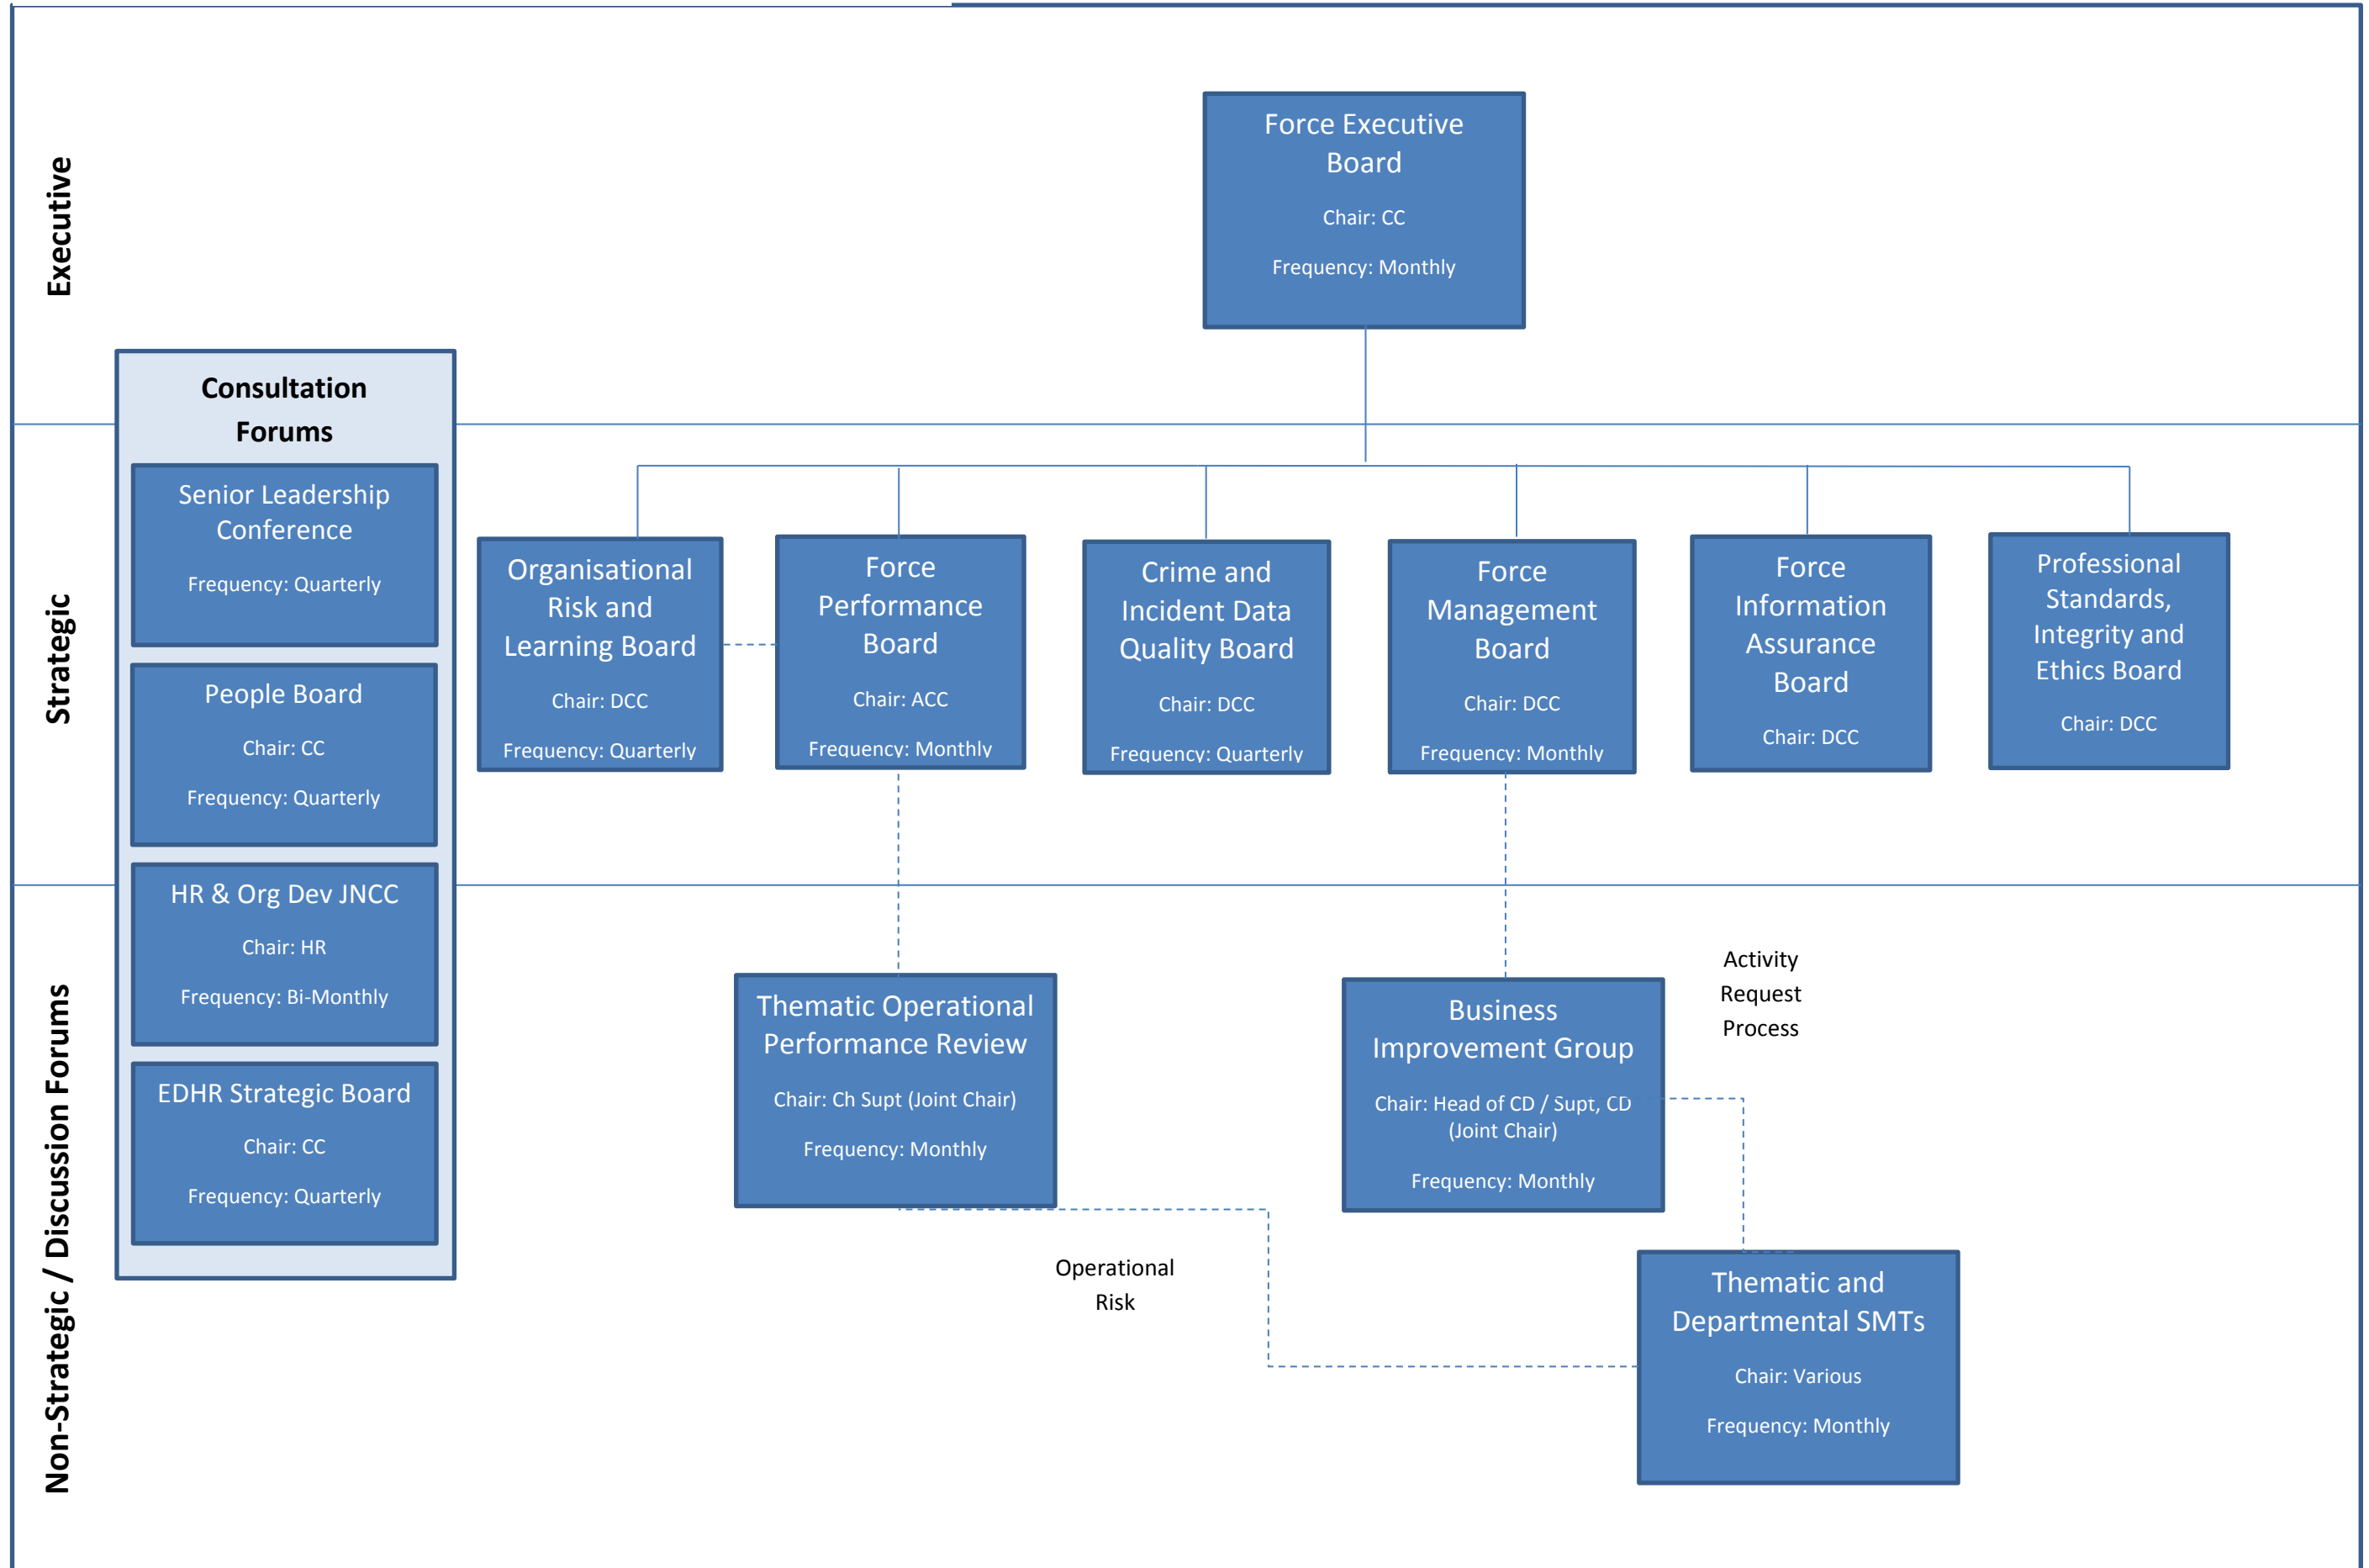 Executive
Force Executive
Board
Chair: CC
Frequency: Monthly
Consultation
Forums
Senior Leadership
Conference
Frequency: Quarterly
People Board
Chair: CC
Frequency: Quarterly
HR & Org Dev JNCC
Chair: HR
Frequency: Bi-Monthly
EDHR Strategic Board
Chair: CC
Frequency: Quarterly
Strategic
Organisational
Risk and
Learning Board
Chair: DCC
Frequency: Quarterly
Force
Performance
Board
Chair: ACC
Frequency: Monthly
Crime and
Incident Data
Quality Board
Chair: DCC
Frequency: Quarterly
Force
Management
Board
Chair: DCC
Frequency: Monthly
Force
Information
Assurance
Board
Chair: DCC
Professional
Standards,
Integrity and
Ethics Board
Chair: DCC
Non-Strategic / Discussion Forums
Thematic Operational
Performance Review
Chair: Ch Supt (Joint Chair)
Frequency: Monthly
Business
Improvement Group
Chair: Head of CD / Supt, CD
(Joint Chair)
Frequency: Monthly
Activity
Request
Process
Operational
Risk
Thematic and
Departmental SMTs
Chair: Various
Frequency: Monthly